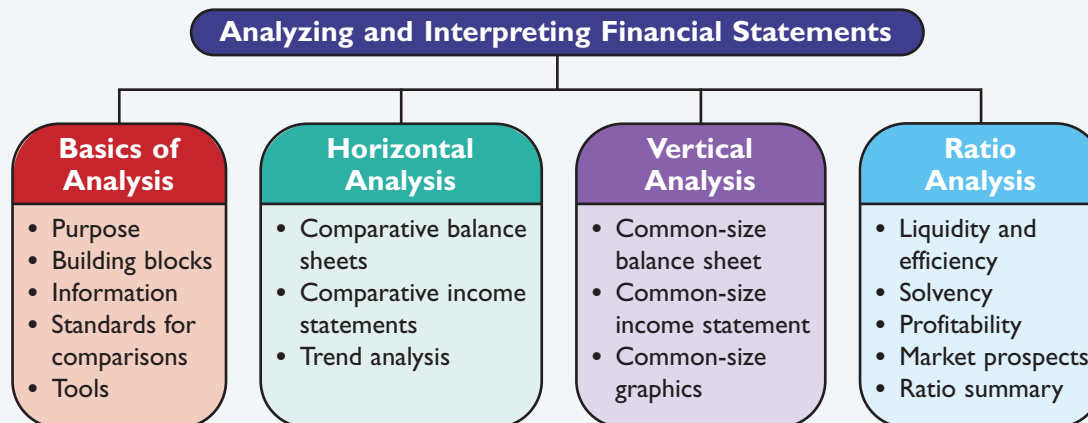 Analyzing and Interpreting Financial Statements
Basics of
Analysis
• Purpose
• Building blocks
• Information
• Standards for
comparisons
• Tools
Horizontal
Analysis
• Comparative balance
sheets
• Comparative income
statements
• Trend analysis
Vertical
Analysis
• Common-size
balance sheet
• Common-size
income statement
• Common-size
graphics
Ratio
Analysis
• Liquidity and
efficiency
• Solvency
• Profitability
• Market prospects
• Ratio summary